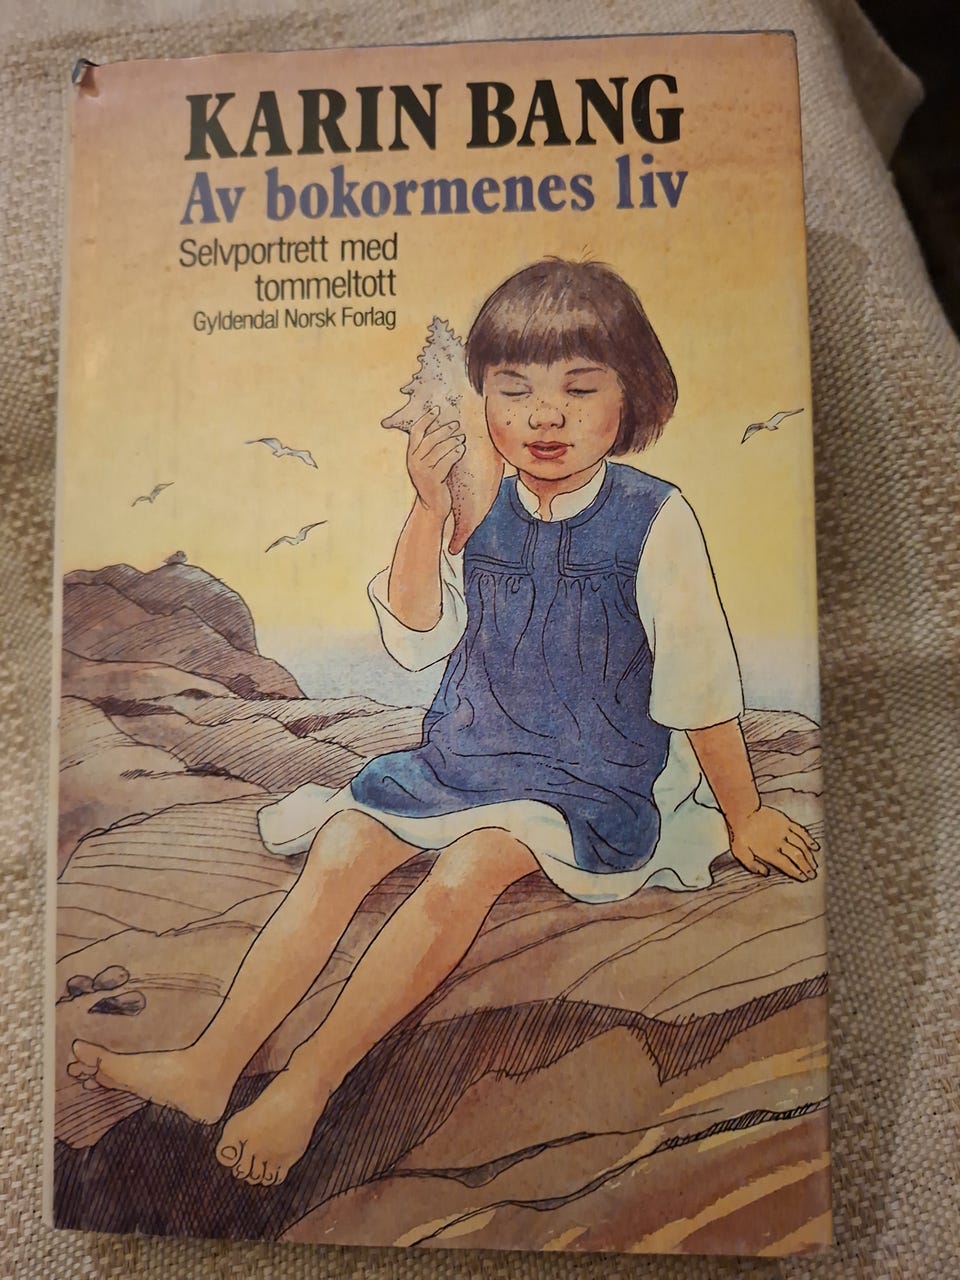 KARIN BANG
Av bokormenes liv
Selvportrett med
tommeltott
Gyldendal Norsk Forlag